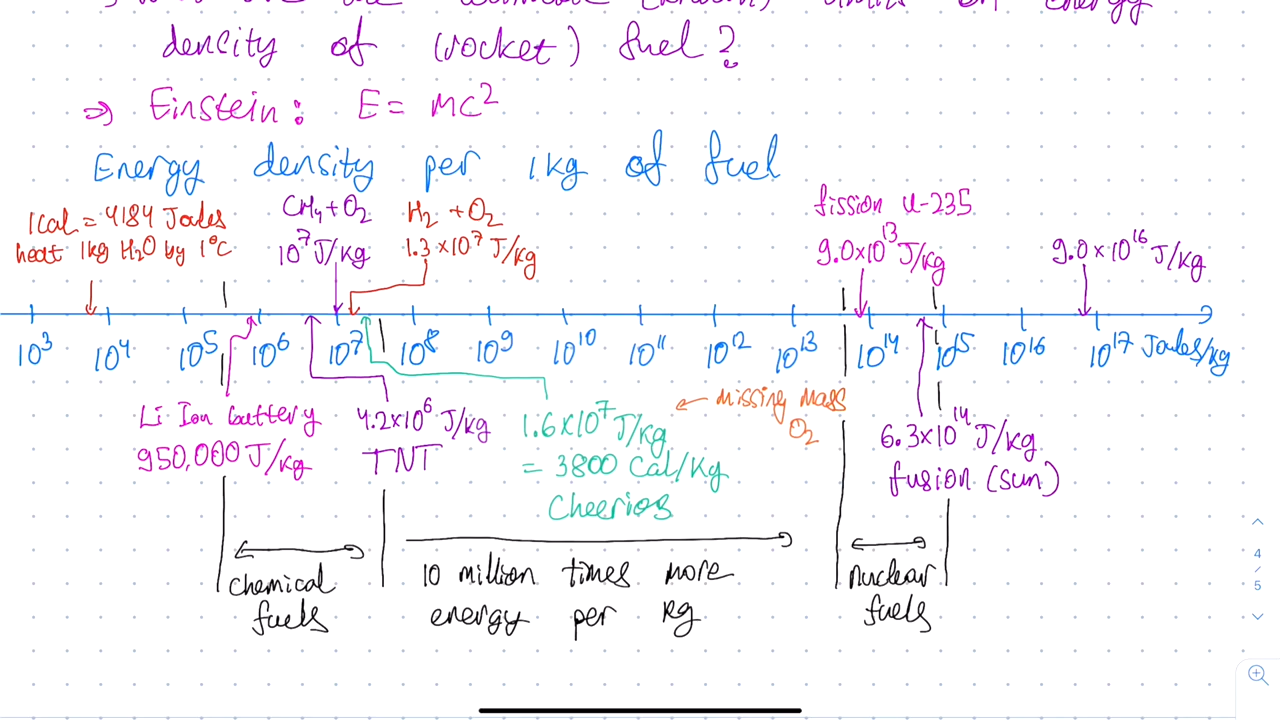 density of (rocket) fuel?
⇒ Einstein: E = mc²
Energy density per 1kg of fuel
1Cal = 4184 Joules
heat 1kg H₂O by 1°C
CH₄ + O₂
10⁷ J/kg
H₂ + O₂
1.3 × 10⁷ J/kg
fission U-235
9.0 × 10¹³ J/kg
9.0 × 10¹⁶ J/kg
10³ 10⁴ 10⁵ 10⁶ 10⁷ 10⁸ 10⁹ 10¹⁰ 10¹¹ 10¹² 10¹³ 10¹⁴ 10¹⁵ 10¹⁶ 10¹⁷ Joules/kg
Li Ion battery
950,000 J/kg
4.2×10⁶ J/kg
TNT
1.6×10⁷ J/kg
= 3800 Cal/kg
Cheerios
← missing mass
O₂
6.3×10¹⁴ J/kg
fusion (sun)
chemical
fuels
10 million times more
energy per kg
nuclear
fuels
4
/
5